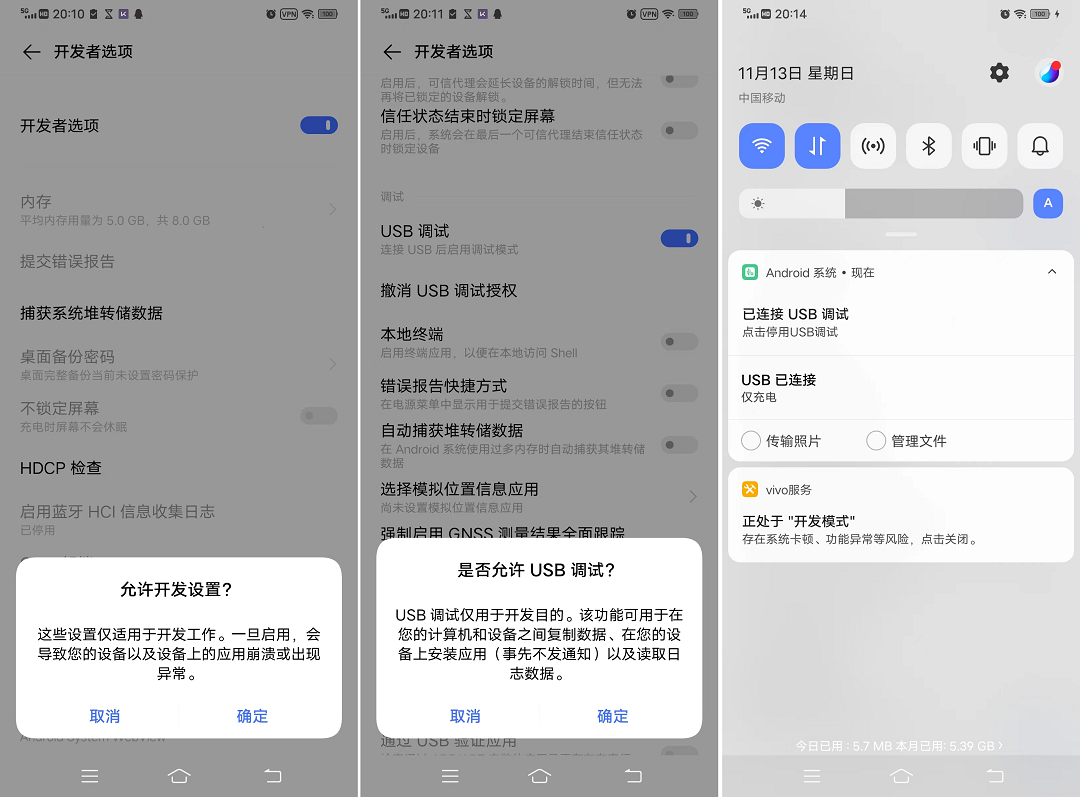 5G HD 20:10
VPN 100
开发者选项
开发者选项
内存
平均内存用量为 5.0 GB，共 8.0 GB
提交错误报告
捕获系统堆转储数据
桌面备份密码
桌面完整备份当前未设置密码保护
不锁定屏幕
充电时屏幕不会休眠
HDCP 检查
启用蓝牙 HCI 信息收集日志
已停用
允许开发设置？
这些设置仅适用于开发工作。一旦启用，会
导致您的设备以及设备上的应用崩溃或出现
异常。
取消 确定
Android System WebView
5G HD 20:11
VPN 100
开发者选项
启用后，可信代理会延长设备的解锁时间，但无法
再将已锁定的设备解锁。
信任状态结束时锁定屏幕
启用后，系统会在最后一个可信代理结束信任状态
时锁定设备
调试
USB 调试
连接 USB 后启用调试模式
撤消 USB 调试授权
本地终端
启用终端应用，以便在本地访问 Shell
错误报告快捷方式
在电源菜单中显示用于提交错误报告的按钮
自动捕获堆转储数据
在 Android 系统使用过多内存时自动捕获其堆转储
数据
选择模拟位置信息应用
尚未设置模拟位置信息应用
强制启用 GNSS 测量结果全面跟踪
是否允许 USB 调试？
USB 调试仅用于开发目的。该功能可用于在
您的计算机和设备之间复制数据、在您的设
备上安装应用（事先不发通知）以及读取日
志数据。
取消 确定
通过 USB 验证应用
5G HD 20:14
100
11月13日 星期日
中国移动
A
Android 系统 • 现在
已连接 USB 调试
点击停用USB调试
USB 已连接
仅充电
传输照片 管理文件
vivo服务
正处于 "开发模式"
存在系统卡顿、功能异常等风险，点击关闭。
今日已用：5.7 MB 本月已用: 5.39 GB